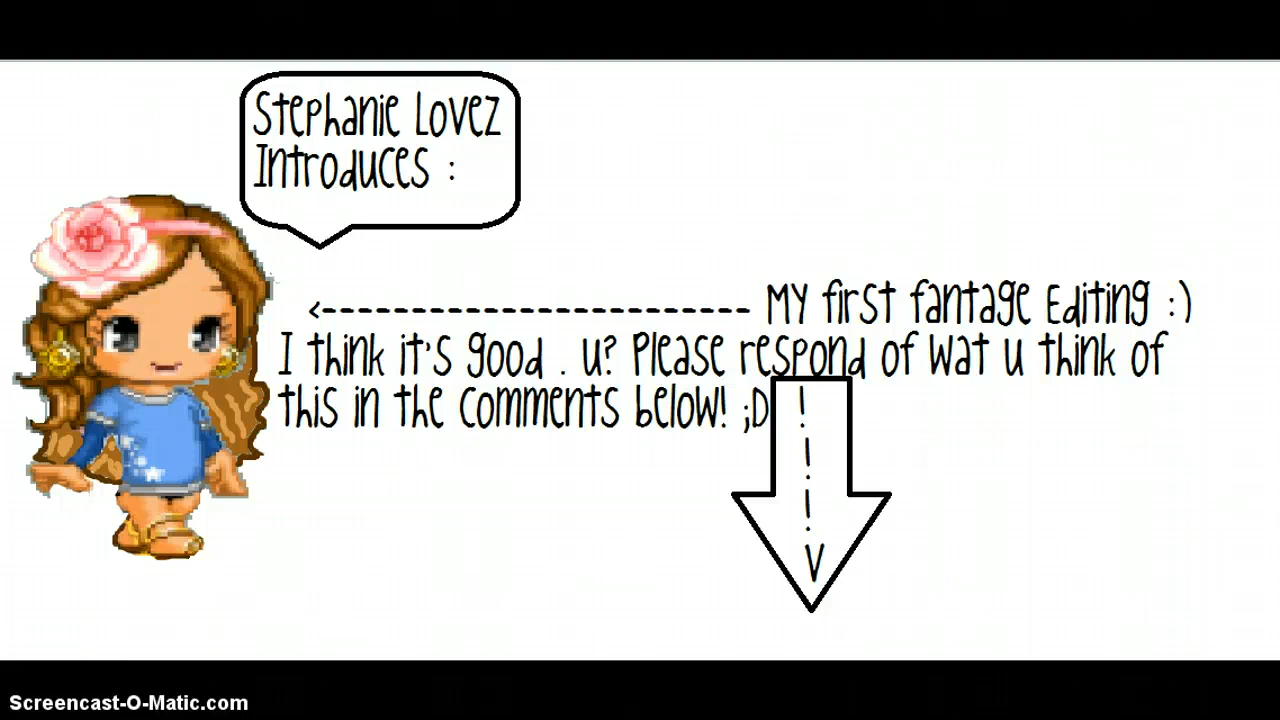 Stephanie Lovez
Introduces :
<------------------------ MY first fantage Editing :)
I think it's good . u? Please respond of wat u think of
this in the comments below! ;D
V
Screencast-O-Matic.com